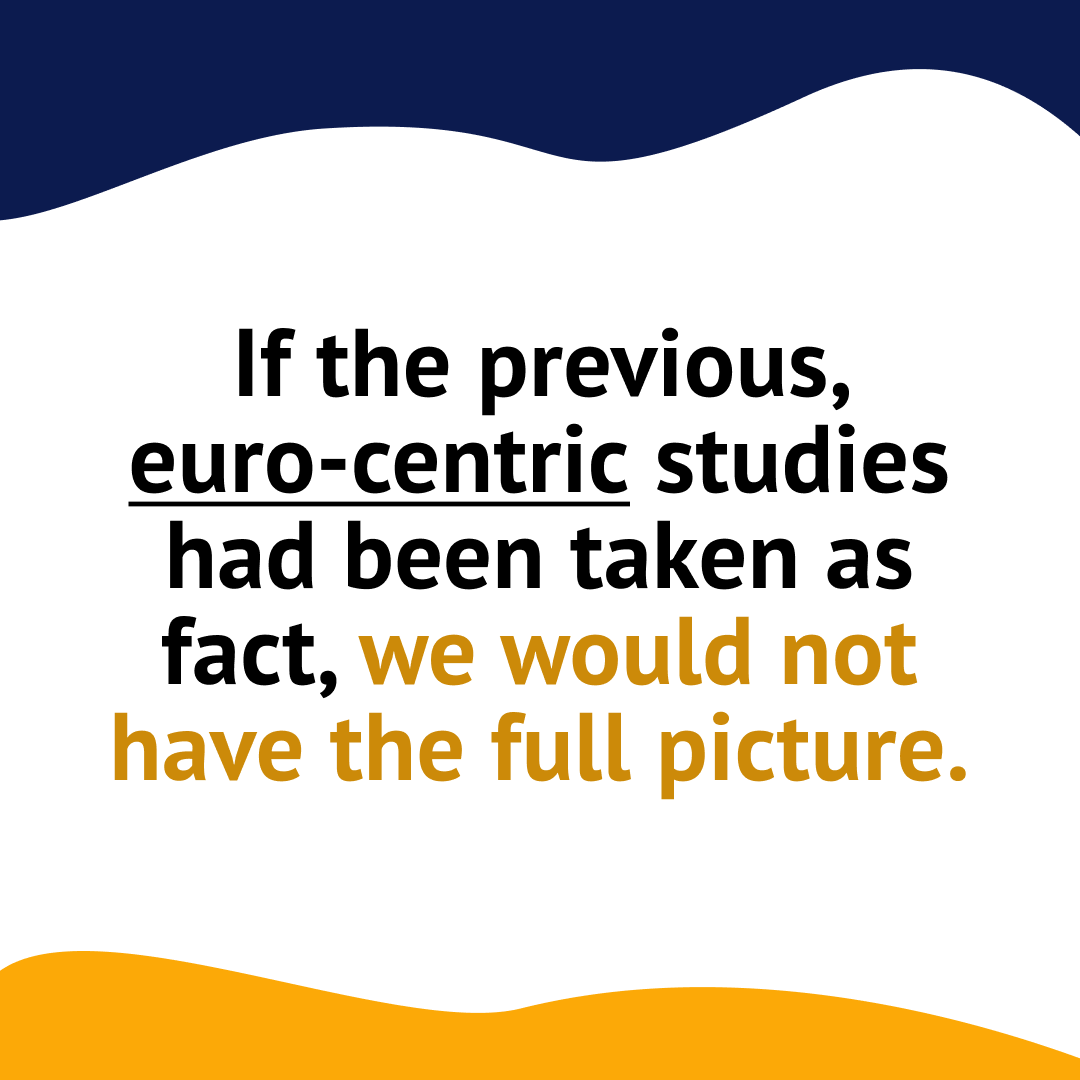 If the previous,
euro-centric studies
had been taken as
fact, we would not
have the full picture.